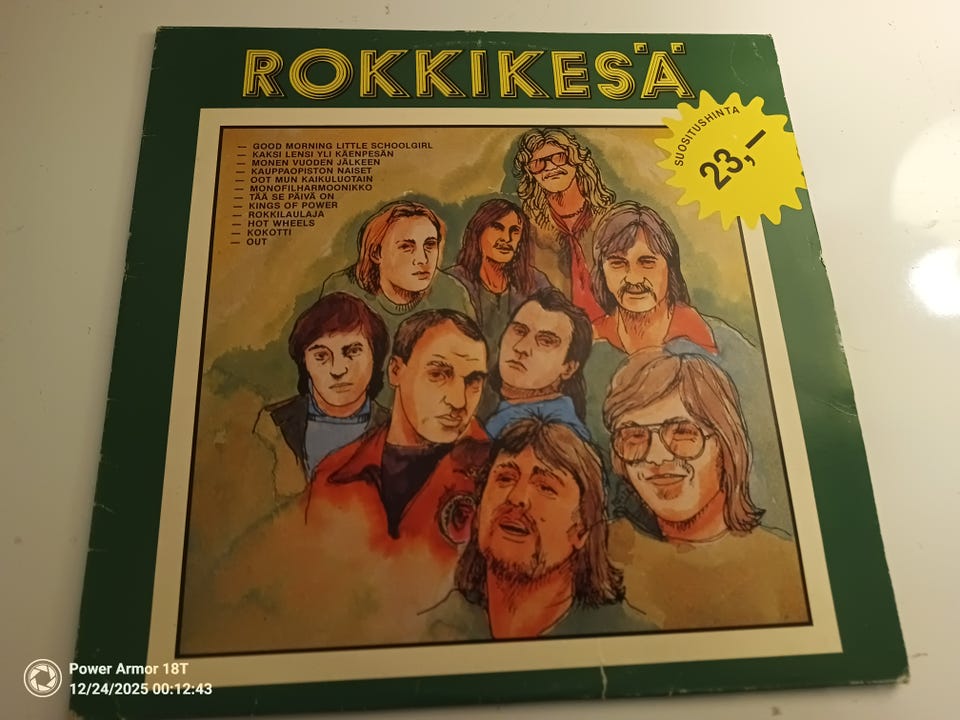 ROKKIKESÄ
SUOSITUSHINTA
23,—
— GOOD MORNING LITTLE SCHOOLGIRL
— KAKSI LENSI YLI KÄENPESÄN
— MONEN VUODEN JÄLKEEN
— KAUPPAOPISTON NAISET
— OOT MUN KAIKULUOTAIN
— MONOFILHARMOONIKKO
— TÄÄ SE PÄIVÄ ON
— KINGS OF POWER
— ROKKILAULAJA
— HOT WHEELS
— KOKOTTI
— OUT
Power Armor 18T
12/24/2025 00:12:43